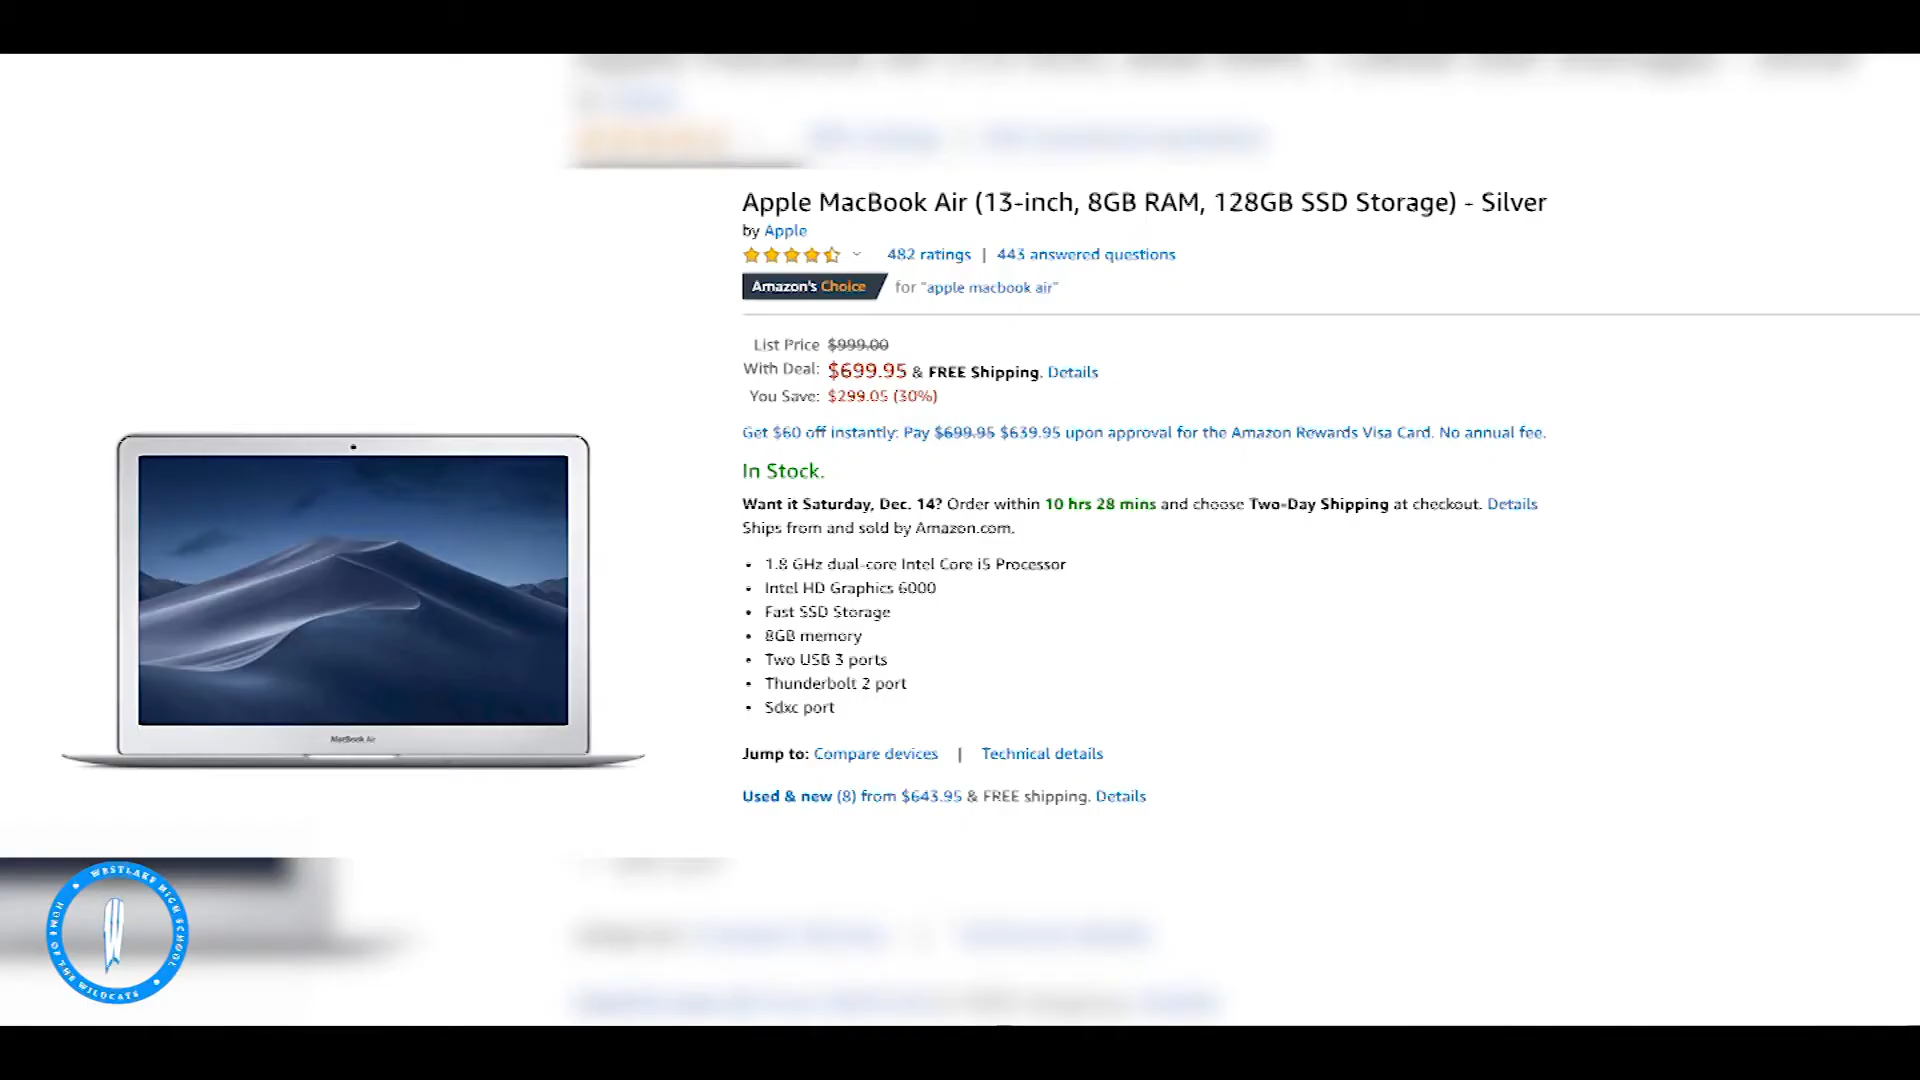 Apple MacBook Air (13-inch, 8GB RAM, 128GB SSD Storage) - Silver
by Apple
482 ratings | 443 answered questions
Amazon's Choice for "apple macbook air"
List Price $999.00
With Deal: $699.95 & FREE Shipping. Details
You Save: $299.05 (30%)
Get $60 off instantly: Pay $699.95 $639.95 upon approval for the Amazon Rewards Visa Card. No annual fee.
In Stock.
Want it Saturday, Dec. 14? Order within 10 hrs 28 mins and choose Two-Day Shipping at checkout. Details
Ships from and sold by Amazon.com.
• 1.8 GHz dual-core Intel Core i5 Processor
• Intel HD Graphics 6000
• Fast SSD Storage
• 8GB memory
• Two USB 3 ports
• Thunderbolt 2 port
• Sdxc port
MacBook Air
Jump to: Compare devices | Technical details
Used & new (8) from $643.95 & FREE shipping. Details
WESTLAKE HIGH SCHOOL
HOME OF THE WILDCATS